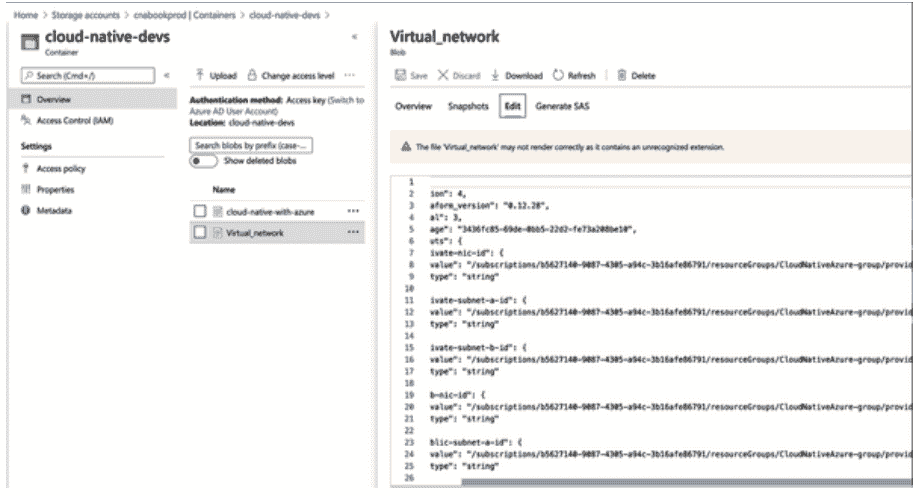 Home > Storage accounts > cnabookprod | Containers > cloud-native-devs >
cloud-native-devs
Container
Search (Cmd+/)
Overview
Access Control (IAM)
Settings
Access policy
Properties
Metadata
Upload Change access level ...
Authentication method: Access key (Switch to
Azure AD User Account)
Location: cloud-native-devs
Search blobs by prefix (case-...
Show deleted blobs
Name
cloud-native-with-azure ...
Virtual_network ...
Virtual_network
Blob
Save Discard Download Refresh Delete
Overview Snapshots Edit Generate SAS
The file 'Virtual_network' may not render correctly as it contains an unrecognized extension.
1
2 ion": 4,
3 aform_version": "0.12.28",
4 al": 3,
5 age": "3436fc85-69de-0bb5-22d2-fe73a208be10",
6 uts": {
7 ivate-nic-id": {
8 value": "/subscriptions/b5627140-9087-4305-a94c-3b16afe86791/resourceGroups/CloudNativeAzure-group/provid
9 type": "string"
10
11 ivate-subnet-a-id": {
12 value": "/subscriptions/b5627140-9087-4305-a94c-3b16afe86791/resourceGroups/CloudNativeAzure-group/provid
13 type": "string"
14
15 ivate-subnet-b-id": {
16 value": "/subscriptions/b5627140-9087-4305-a94c-3b16afe86791/resourceGroups/CloudNativeAzure-group/provid
17 type": "string"
18
19 b-nic-id": {
20 value": "/subscriptions/b5627140-9087-4305-a94c-3b16afe86791/resourceGroups/CloudNativeAzure-group/provid
21 type": "string"
22
23 blic-subnet-a-id": {
24 value": "/subscriptions/b5627140-9087-4305-a94c-3b16afe86791/resourceGroups/CloudNativeAzure-group/provid
25 type": "string"
26